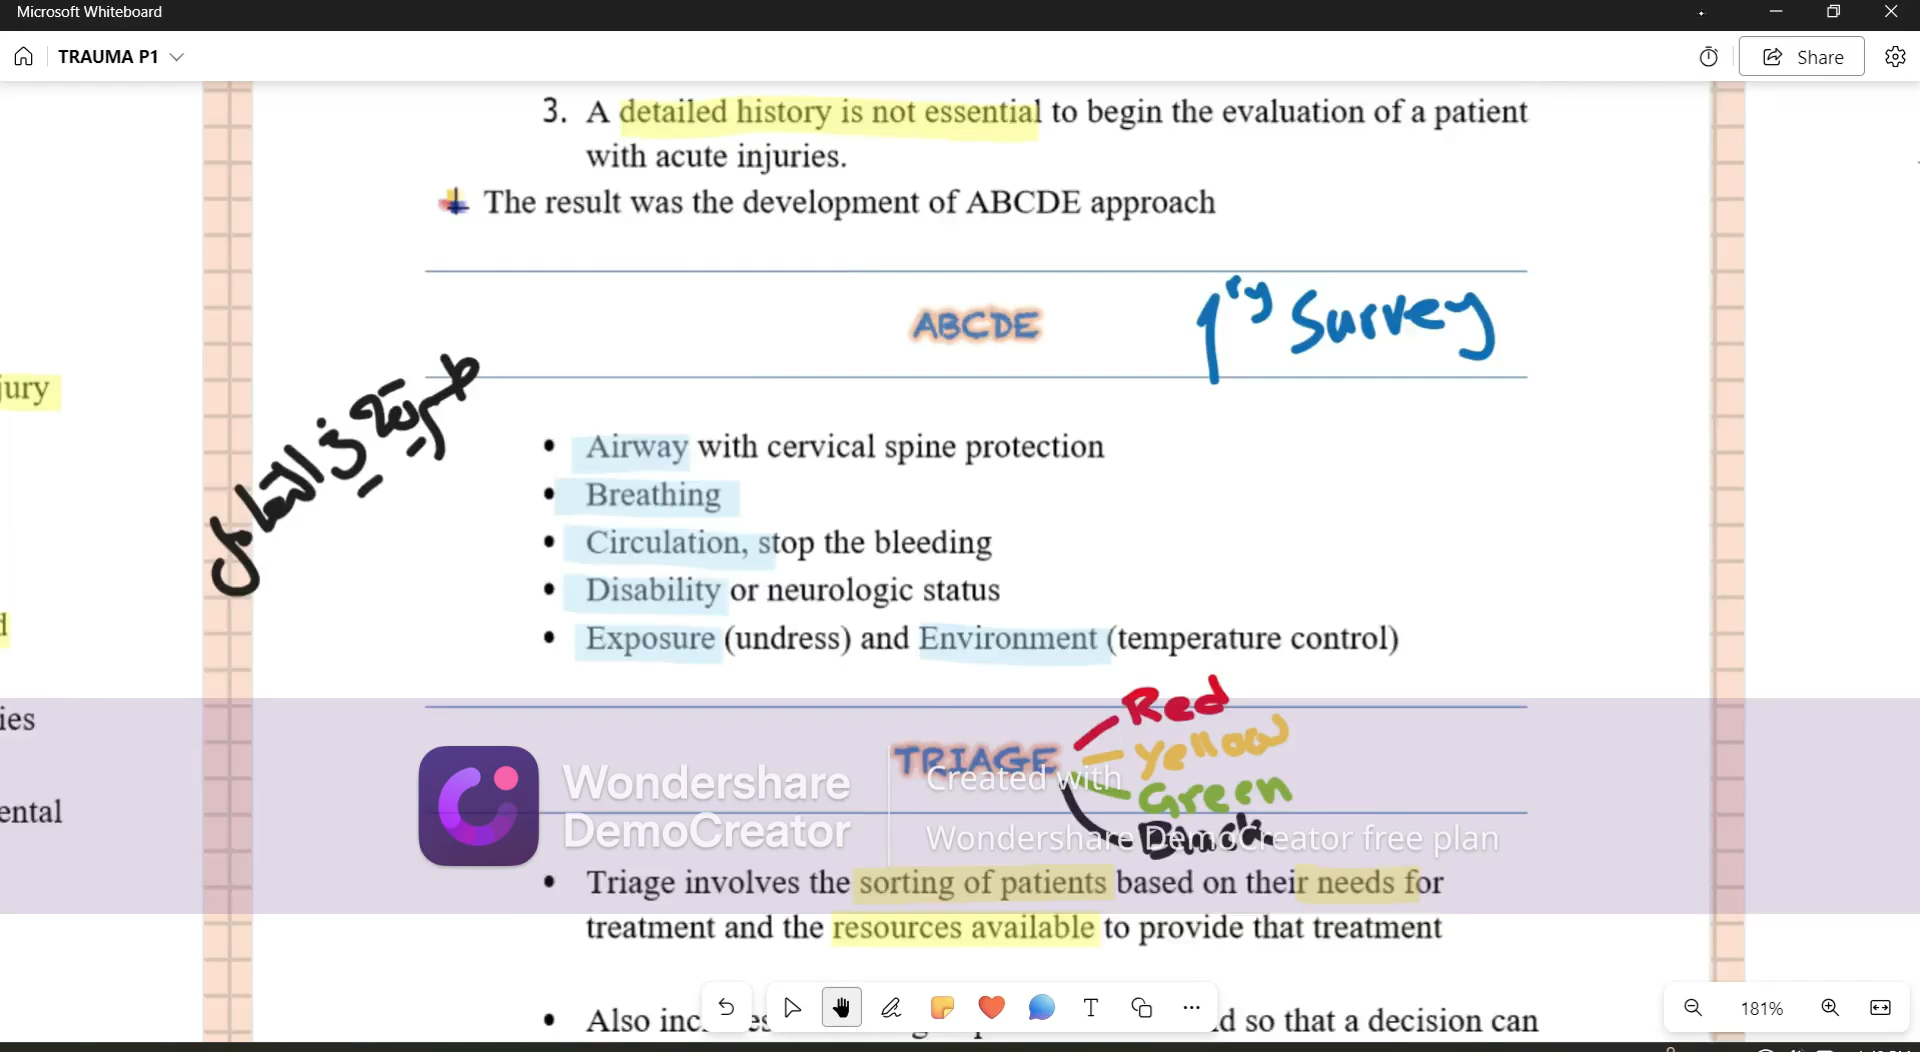 Microsoft Whiteboard
TRAUMA P1
Share
3. A detailed history is not essential to begin the evaluation of a patient
with acute injuries.
The result was the development of ABCDE approach
ABCDE
1ry Survey
jury
• Airway with cervical spine protection
• Breathing
• Circulation, stop the bleeding
• Disability or neurologic status
• Exposure (undress) and Environment (temperature control)
d
ies
ental
TRIAGE
Red
Yellow
Green
Black
Wondershare
DemoCreator
Created with
Wondershare DemoCreator free plan
• Triage involves the sorting of patients based on their needs for
treatment and the resources available to provide that treatment
• Also so that a decision can
181%